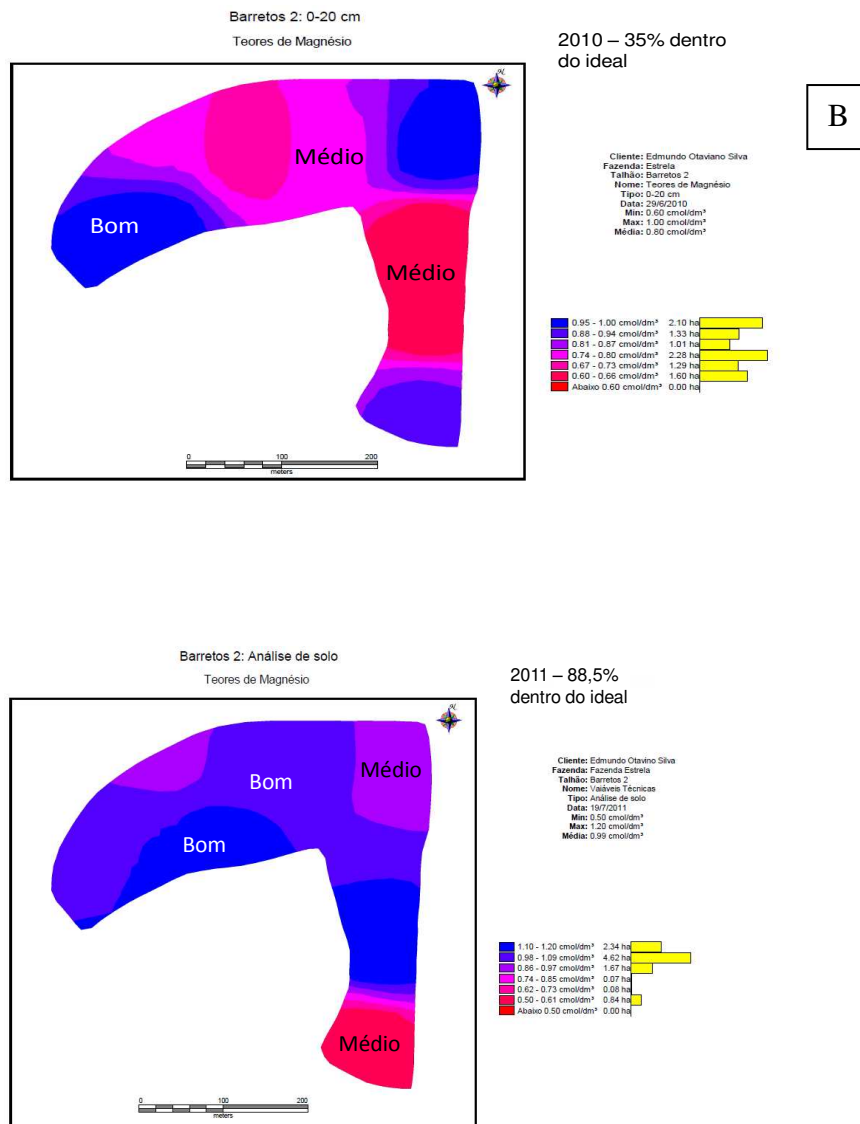 Barretos 2: 0-20 cm
Teores de Magnésio
2010 – 35% dentro
do ideal
B
Médio
Bom
Médio
0 100 200
meters
Cliente: Edmundo Otaviano Silva
Fazenda: Estrela
Talhão: Barretos 2
Nome: Teores de Magnésio
Tipo: 0-20 cm
Data: 29/6/2010
Min: 0.60 cmol/dm³
Max: 1.00 cmol/dm³
Média: 0.80 cmol/dm³
0.95 - 1.00 cmol/dm³ 2.10 ha
0.88 - 0.94 cmol/dm³ 1.33 ha
0.81 - 0.87 cmol/dm³ 1.01 ha
0.74 - 0.80 cmol/dm³ 2.28 ha
0.67 - 0.73 cmol/dm³ 1.29 ha
0.60 - 0.66 cmol/dm³ 1.60 ha
Abaixo 0.60 cmol/dm³ 0.00 ha
Barretos 2: Análise de solo
Teores de Magnésio
2011 – 88,5%
dentro do ideal
Bom
Médio
Bom
Médio
0 100 200
meters
Cliente: Edmundo Otavino Silva
Fazenda: Fazenda Estrela
Talhão: Barretos 2
Nome: Vaiáveis Técnicas
Tipo: Análise de solo
Data: 19/7/2011
Min: 0.50 cmol/dm³
Max: 1.20 cmol/dm³
Média: 0.99 cmol/dm³
1.10 - 1.20 cmol/dm³ 2.34 ha
0.98 - 1.09 cmol/dm³ 4.62 ha
0.86 - 0.97 cmol/dm³ 1.67 ha
0.74 - 0.85 cmol/dm³ 0.07 ha
0.62 - 0.73 cmol/dm³ 0.08 ha
0.50 - 0.61 cmol/dm³ 0.84 ha
Abaixo 0.50 cmol/dm³ 0.00 ha